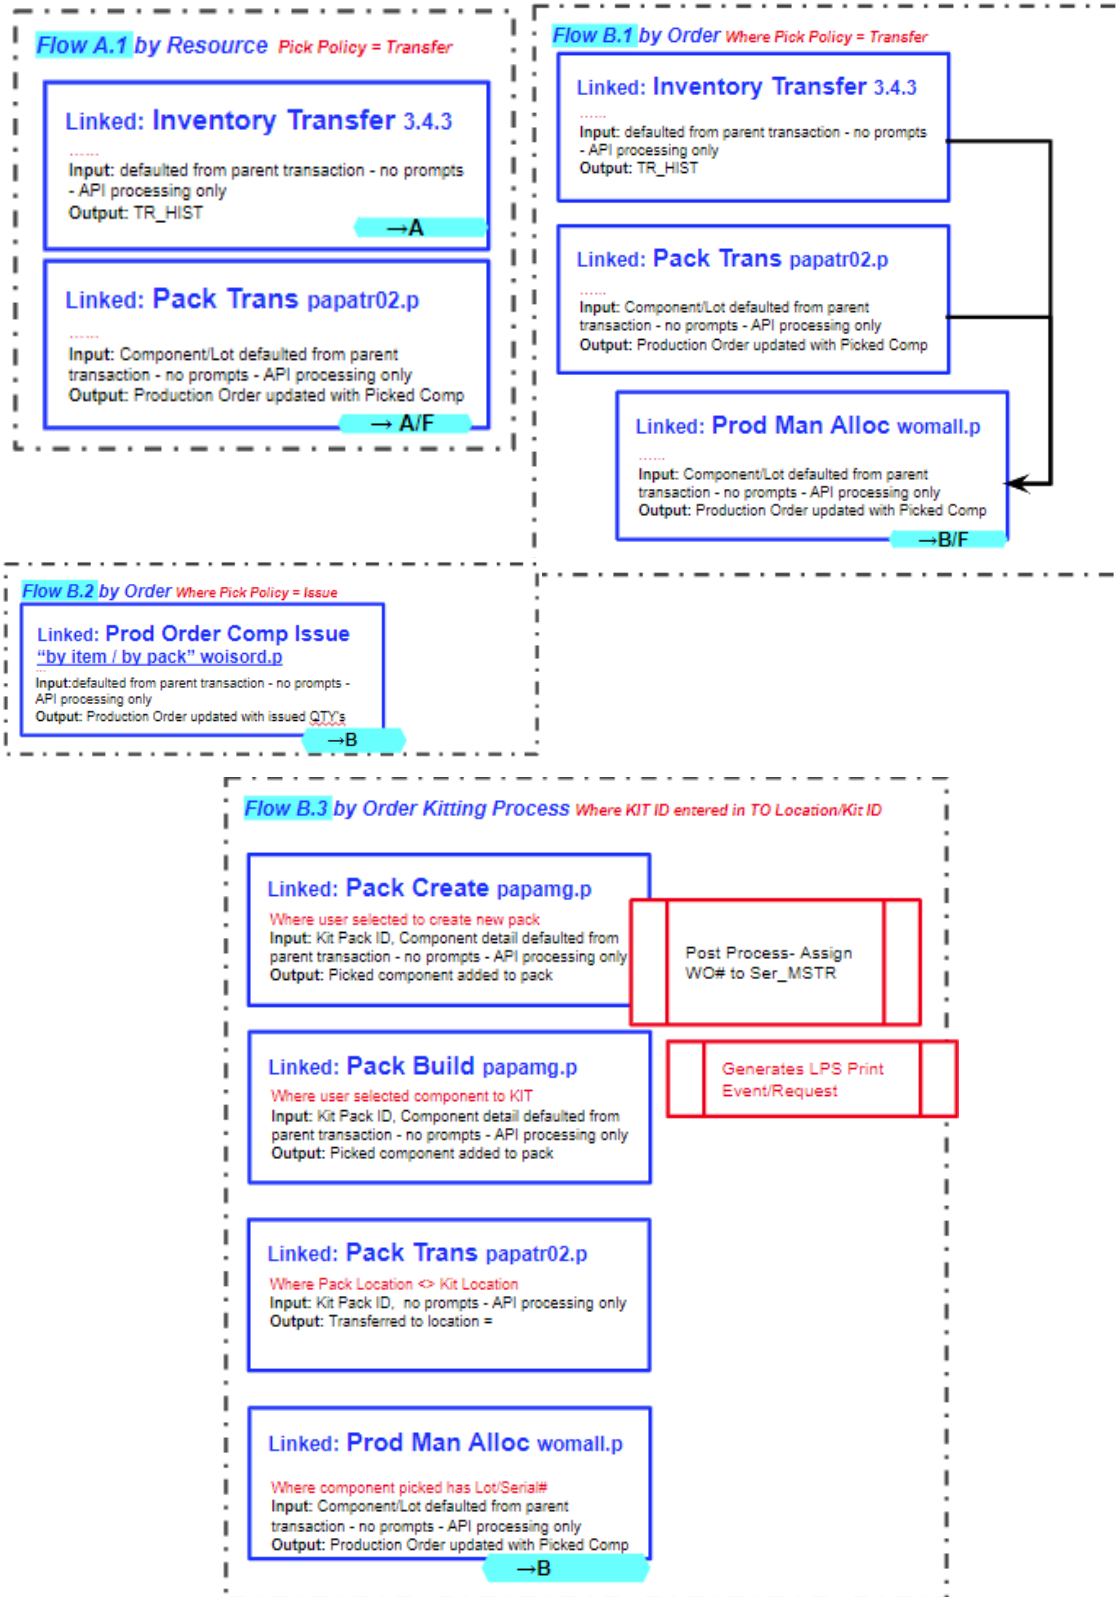 Flow A.1 by Resource Pick Policy = Transfer
Linked: Inventory Transfer 3.4.3
......
Input: defaulted from parent transaction - no prompts
- API processing only
Output: TR_HIST
→A
Linked: Pack Trans papatr02.p
......
Input: Component/Lot defaulted from parent
transaction - no prompts - API processing only
Output: Production Order updated with Picked Comp
→ A/F
Flow B.1 by Order Where Pick Policy = Transfer
Linked: Inventory Transfer 3.4.3
......
Input: defaulted from parent transaction - no prompts
- API processing only
Output: TR_HIST
Linked: Pack Trans papatr02.p
......
Input: Component/Lot defaulted from parent
transaction - no prompts - API processing only
Output: Production Order updated with Picked Comp
Linked: Prod Man Alloc womall.p
......
Input: Component/Lot defaulted from parent
transaction - no prompts - API processing only
Output: Production Order updated with Picked Comp
→B/F
Flow B.2 by Order Where Pick Policy = Issue
Linked: Prod Order Comp Issue
“by item / by pack” woisord.p
...
Input:defaulted from parent transaction - no prompts -
API processing only
Output: Production Order updated with issued QTY's
→B
Flow B.3 by Order Kitting Process Where KIT ID entered in TO Location/Kit ID
Linked: Pack Create papamg.p
Where user selected to create new pack
Input: Kit Pack ID, Component detail defaulted from
parent transaction - no prompts - API processing only
Output: Picked component added to pack
Post Process- Assign
WO# to Ser_MSTR
Linked: Pack Build papamg.p
Where user selected component to KIT
Input: Kit Pack ID, Component detail defaulted from
parent transaction - no prompts - API processing only
Output: Picked component added to pack
Generates LPS Print
Event/Request
Linked: Pack Trans papatr02.p
Where Pack Location <> Kit Location
Input: Kit Pack ID, no prompts - API processing only
Output: Transferred to location =
Linked: Prod Man Alloc womall.p
Where component picked has Lot/Serial#
Input: Component/Lot defaulted from parent
transaction - no prompts - API processing only
Output: Production Order updated with Picked Comp
→B